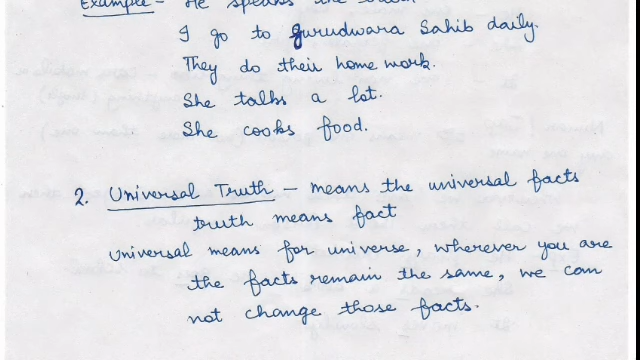 Example - He speaks the
I go to gurudwara Sahib daily.
They do their home work.
She talks a lot.
She cooks food.
2. Universal Truth - means the universal facts
truth means fact
universal means for universe, wherever you are
the facts remain the same, we can
not change those facts.